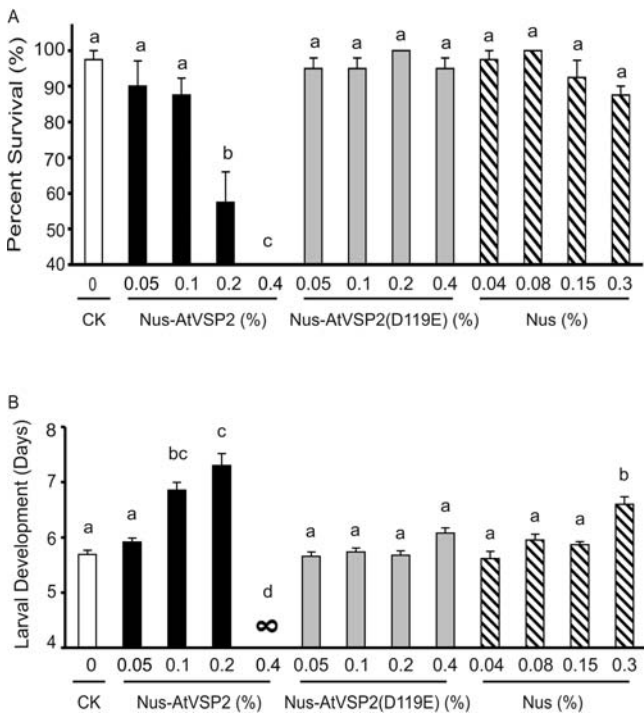 A
Percent Survival (%)
100
90
80
70
60
50
40
a
a
a
b
c
a
a
a
a
a
a
a
a
0
0.05
0.1
0.2
0.4
0.05
0.1
0.2
0.4
0.04
0.08
0.15
0.3
CK
Nus-AtVSP2 (%)
Nus-AtVSP2(D119E) (%)
Nus (%)
B
Larval Development (Days)
8
7
6
5
4
a
a
bc
c
d
∞
a
a
a
a
a
a
a
b
0
0.05
0.1
0.2
0.4
0.05
0.1
0.2
0.4
0.04
0.08
0.15
0.3
CK
Nus-AtVSP2 (%)
Nus-AtVSP2(D119E) (%)
Nus (%)